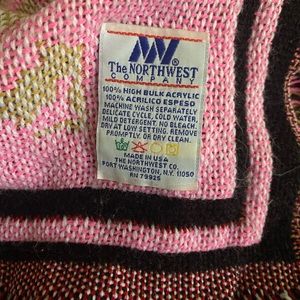 The NORTHWEST
COMPANY
100% HIGH BULK ACRYLIC
100% ACRILICO ESPESO
MACHINE WASH SEPARATELY
DELICATE CYCLE, COLD WATER,
MILD DETERGENT. NO BLEACH.
DRY AT LOW SETTING. REMOVE
PROMPTLY, OR DRY CLEAN.
MADE IN USA
THE NORTHWEST CO.
PORT WASHINGTON, N.Y. 11050
RN 79925